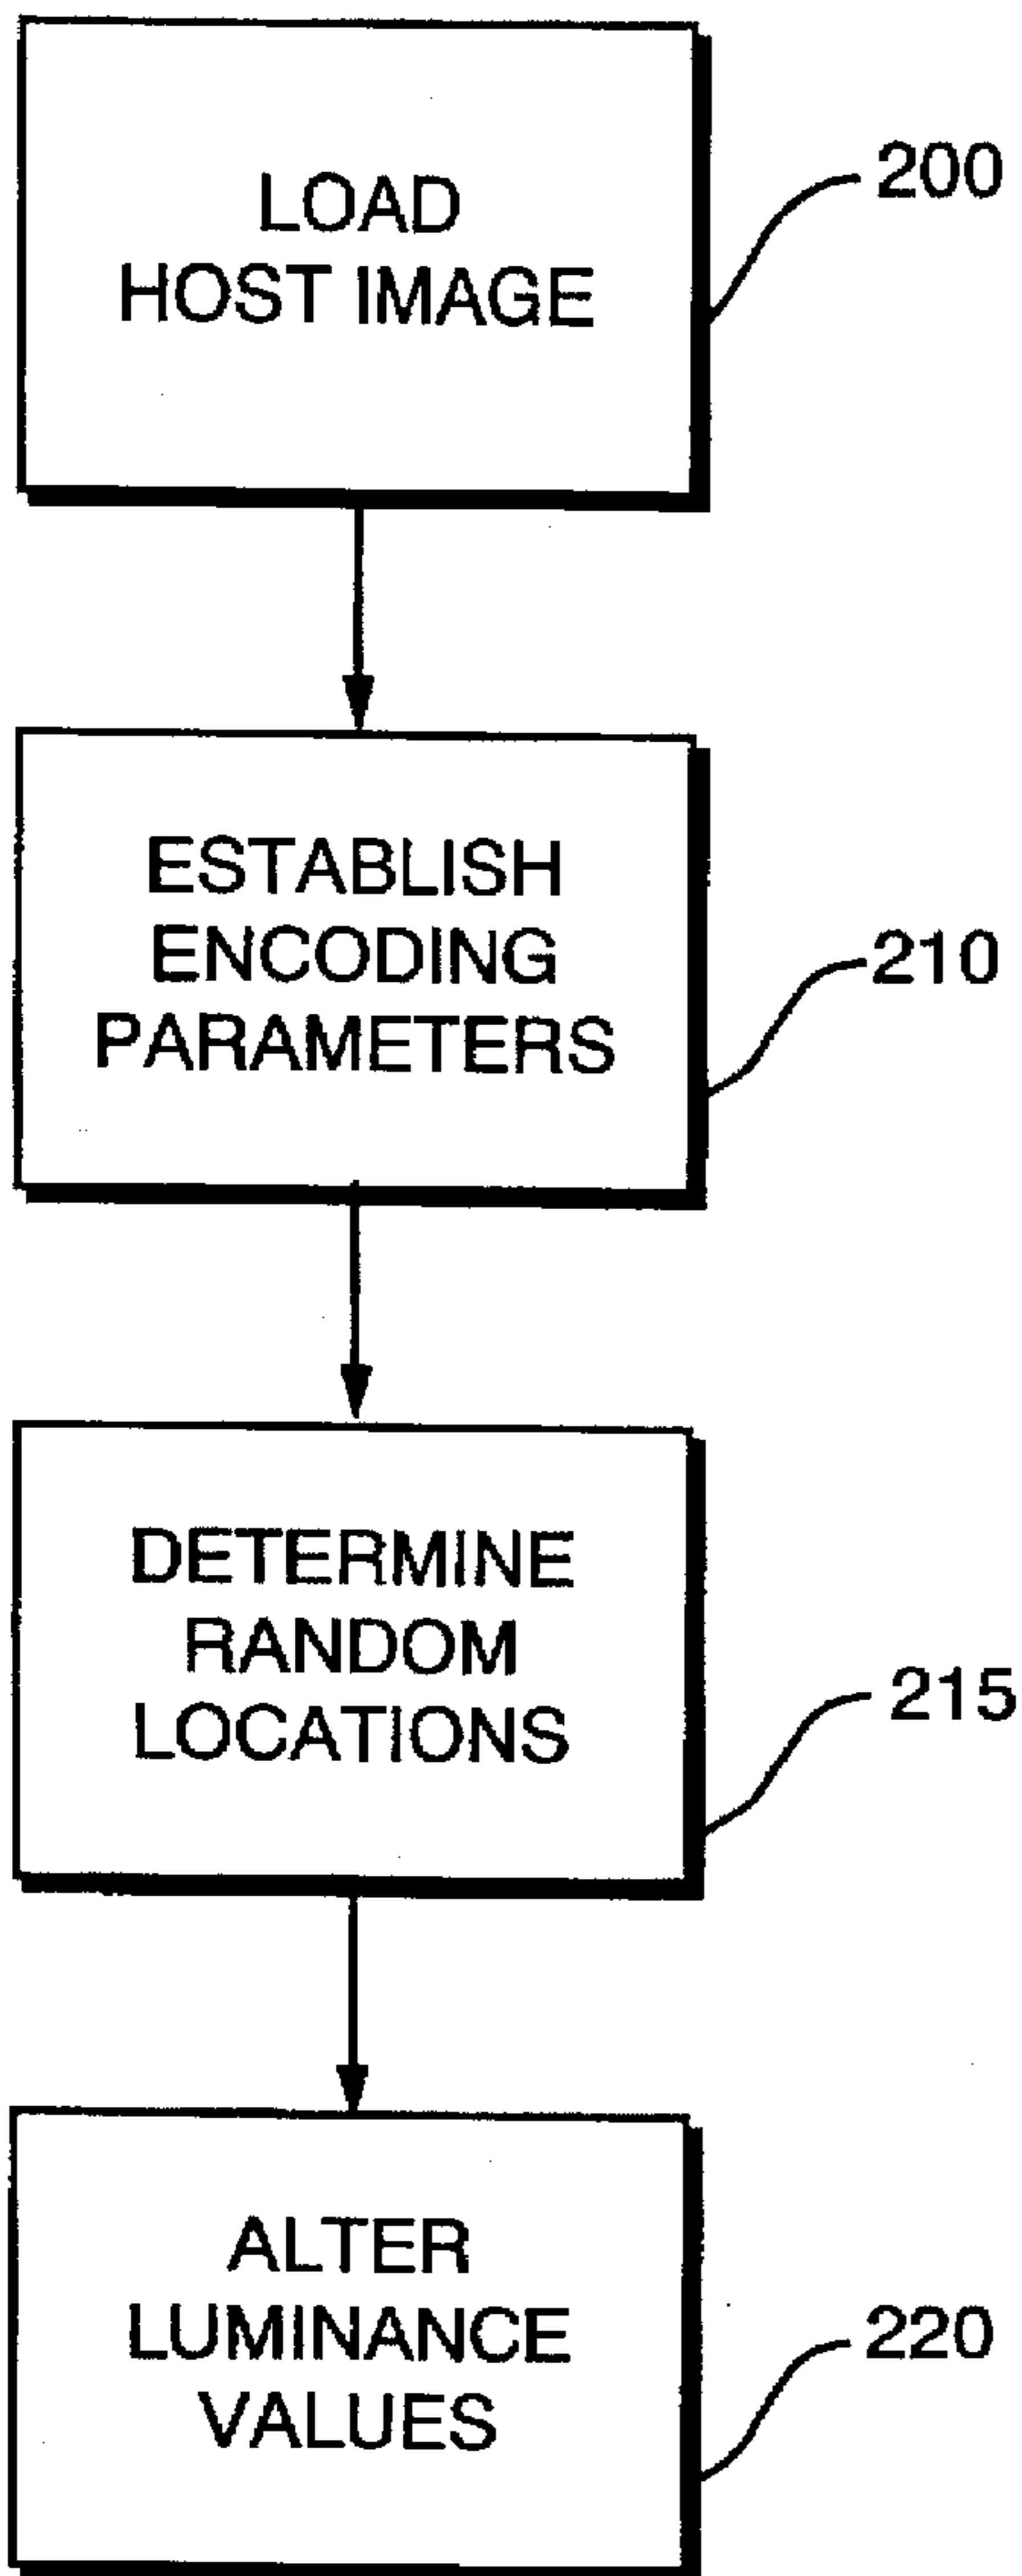 LOAD
HOST IMAGE
200
ESTABLISH
ENCODING
PARAMETERS
210
DETERMINE
RANDOM
LOCATIONS
215
ALTER
LUMINANCE
VALUES
220